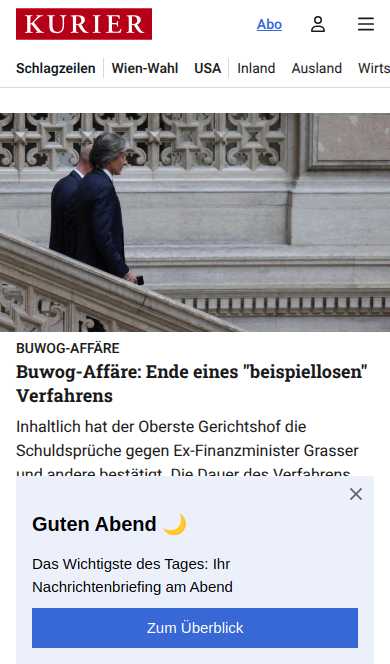 KURIER
Abo
Schlagzeilen Wien-Wahl USA Inland Ausland Wirts
BUWOG-AFFÄRE
Buwog-Affäre: Ende eines "beispiellosen"
Verfahrens
Inhaltlich hat der Oberste Gerichtshof die
Schuldsprüche gegen Ex-Finanzminister Grasser
und andere bestätigt. Die Dauer des Verfahrens
Guten Abend 🌙
Das Wichtigste des Tages: Ihr
Nachrichtenbriefing am Abend
Zum Überblick